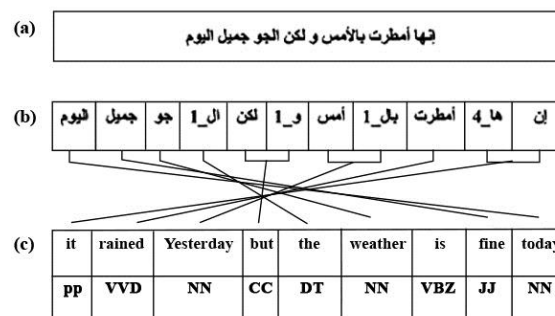 (a) إنها أمطرت بالأمس و لكن الجو جميل اليوم
(b) إن ها_4 أمطرت بال_1 أمس و_1 لكن ال_1 جو جميل اليوم
(c) it rained Yesterday but the weather is fine today
pp VVD NN CC DT NN VBZ JJ NN